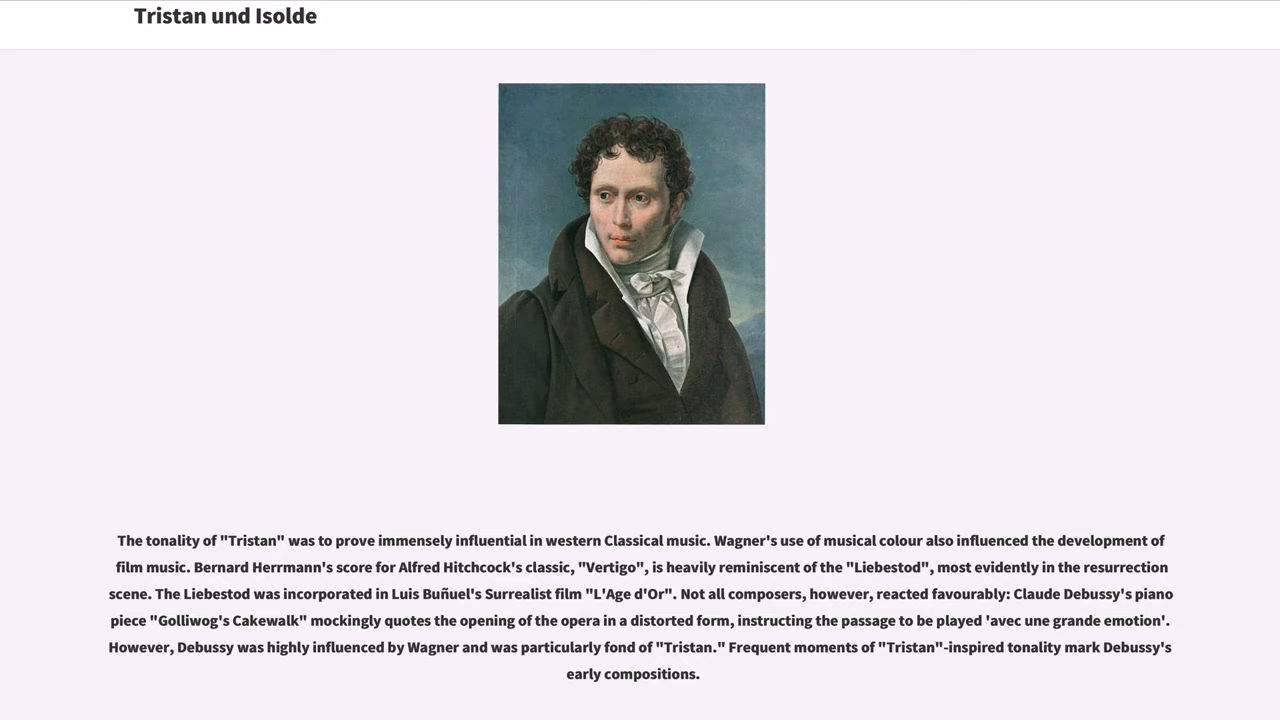 Tristan und Isolde
The tonality of "Tristan" was to prove immensely influential in western Classical music. Wagner's use of musical colour also influenced the development of
film music. Bernard Herrmann's score for Alfred Hitchcock's classic, "Vertigo", is heavily reminiscent of the "Liebestod", most evidently in the resurrection
scene. The Liebestod was incorporated in Luis Buñuel's Surrealist film "L'Age d'Or". Not all composers, however, reacted favourably: Claude Debussy's piano
piece "Golliwog's Cakewalk" mockingly quotes the opening of the opera in a distorted form, instructing the passage to be played 'avec une grande emotion'.
However, Debussy was highly influenced by Wagner and was particularly fond of "Tristan." Frequent moments of "Tristan"-inspired tonality mark Debussy's
early compositions.